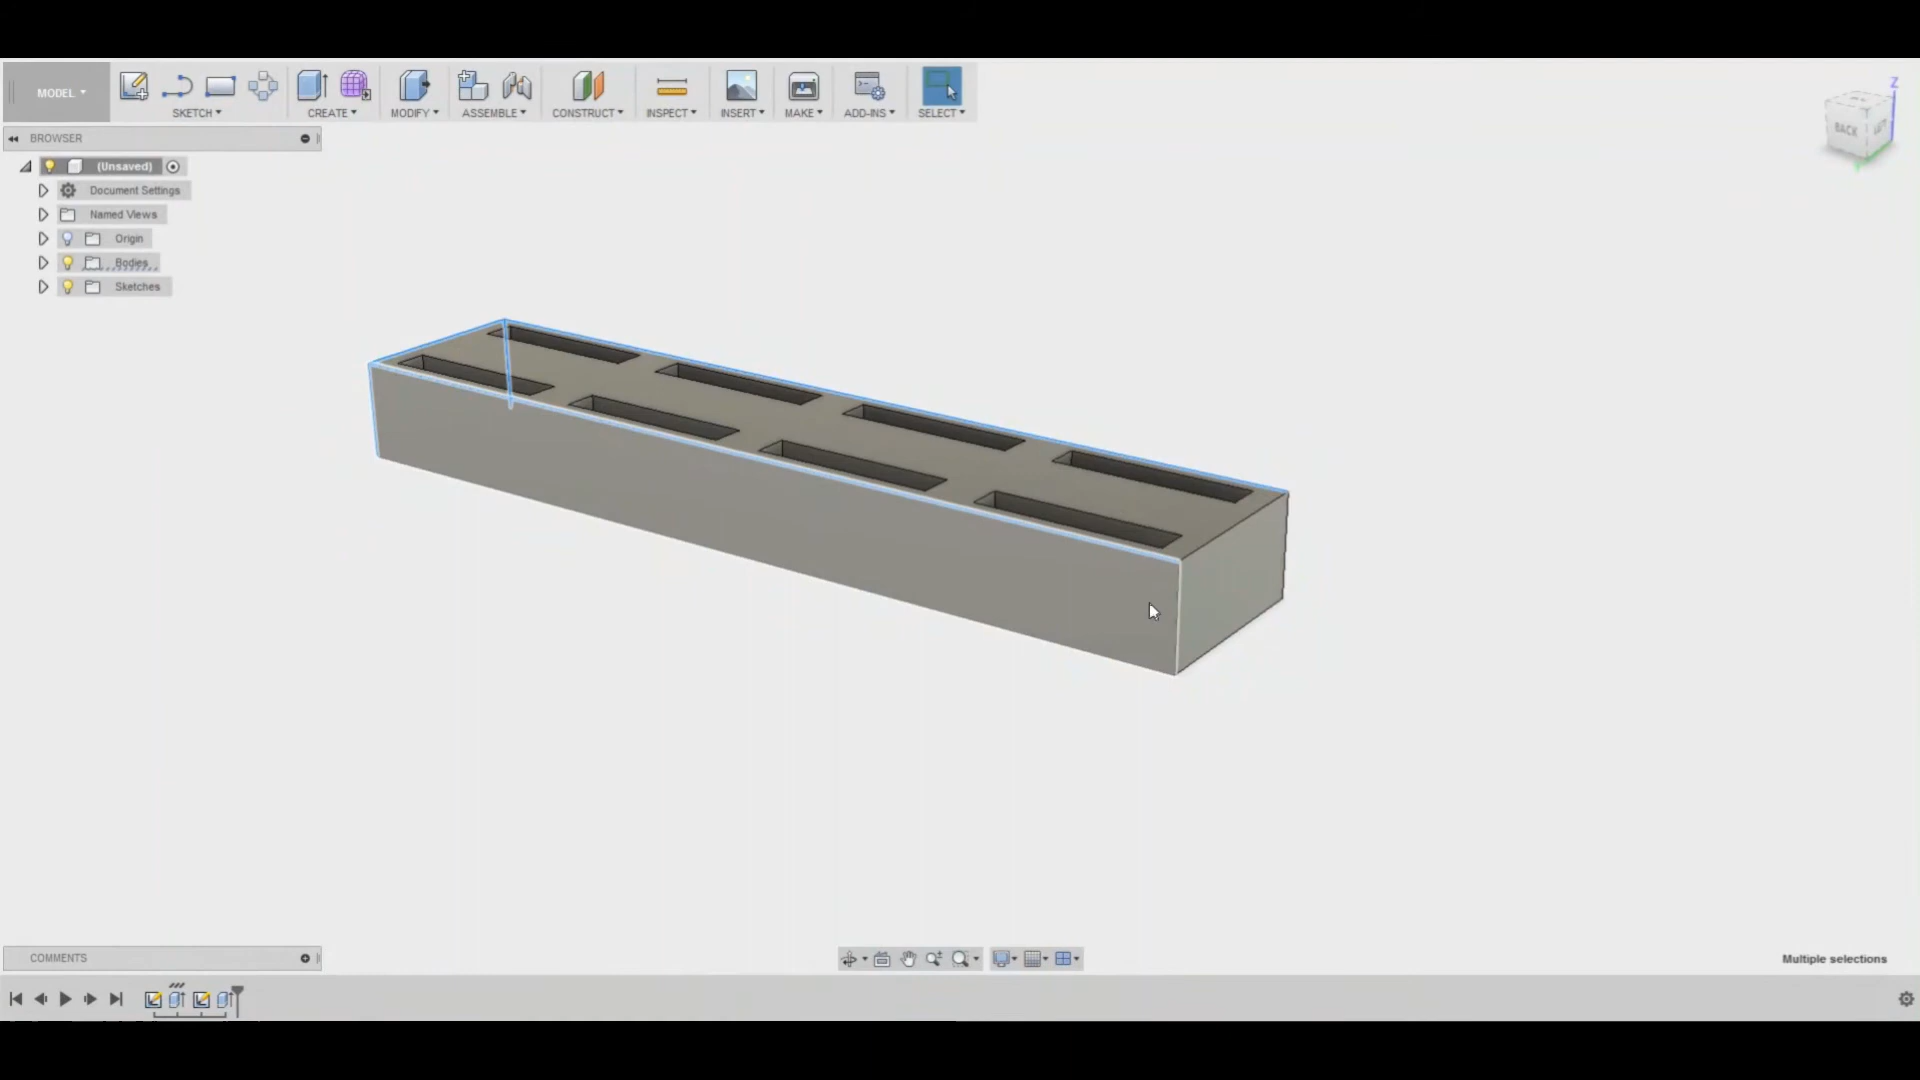 MODEL
SKETCH
CREATE
MODIFY
ASSEMBLE
CONSTRUCT
INSPECT
INSERT
MAKE
ADD-INS
SELECT
BROWSER
(Unsaved)
Document Settings
Named Views
Origin
Bodies
Sketches
Z
BACK
COMMENTS
Multiple selections